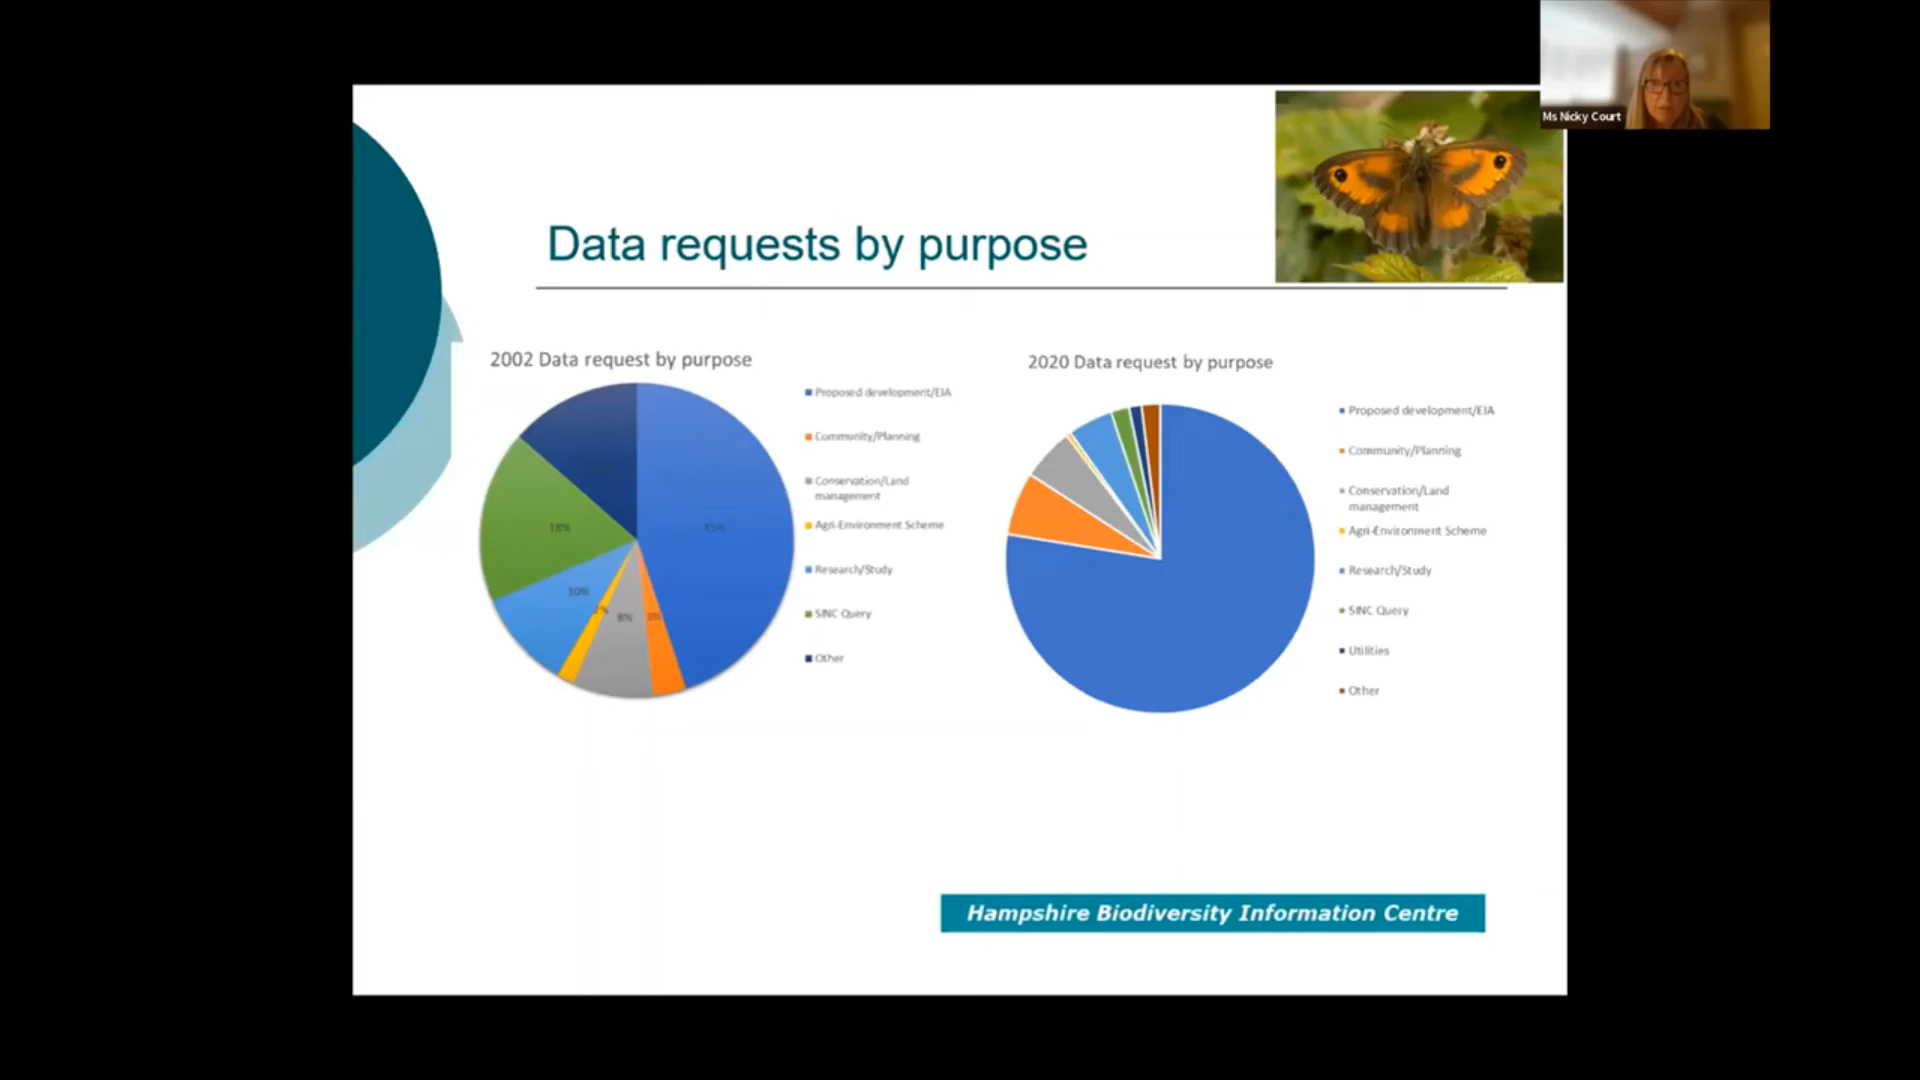 Ms Nicky Court
Data requests by purpose
2002 Data request by purpose
Proposed development/EIA
Community/Planning
Conservation/Land
management
Agri-Environment Scheme
Research/Study
SINC Query
Other
45%
3%
8%
2%
10%
18%
2020 Data request by purpose
Proposed development/EIA
Community/Planning
Conservation/Land
management
Agri-Environment Scheme
Research/Study
SINC Query
Utilities
Other
Hampshire Biodiversity Information Centre